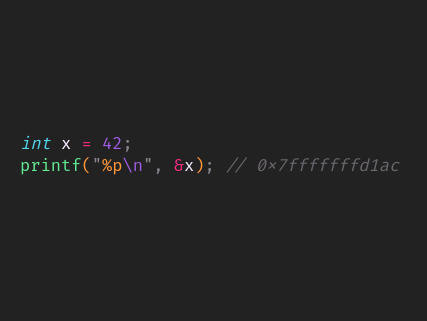 int x = 42;
printf("%p\n", &x); // 0x7fffffffd1ac